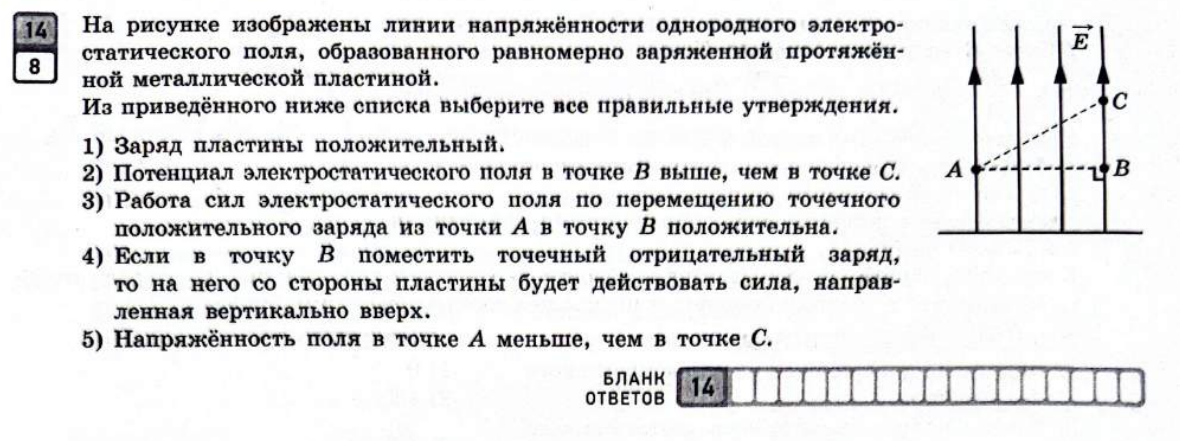 14
8
На рисунке изображены линии напряжённости однородного электро-
статического поля, образованного равномерно заряженной протяжён-
ной металлической пластиной.
Из приведённого ниже списка выберите все правильные утверждения.
1) Заряд пластины положительный.
2) Потенциал электростатического поля в точке B выше, чем в точке C.
3) Работа сил электростатического поля по перемещению точечного
положительного заряда из точки A в точку B положительна.
4) Если в точку B поместить точечный отрицательный заряд,
то на него со стороны пластины будет действовать сила, направ-
ленная вертикально вверх.
5) Напряжённость поля в точке A меньше, чем в точке C.
E
C
A
B
БЛАНК
ОТВЕТОВ
14